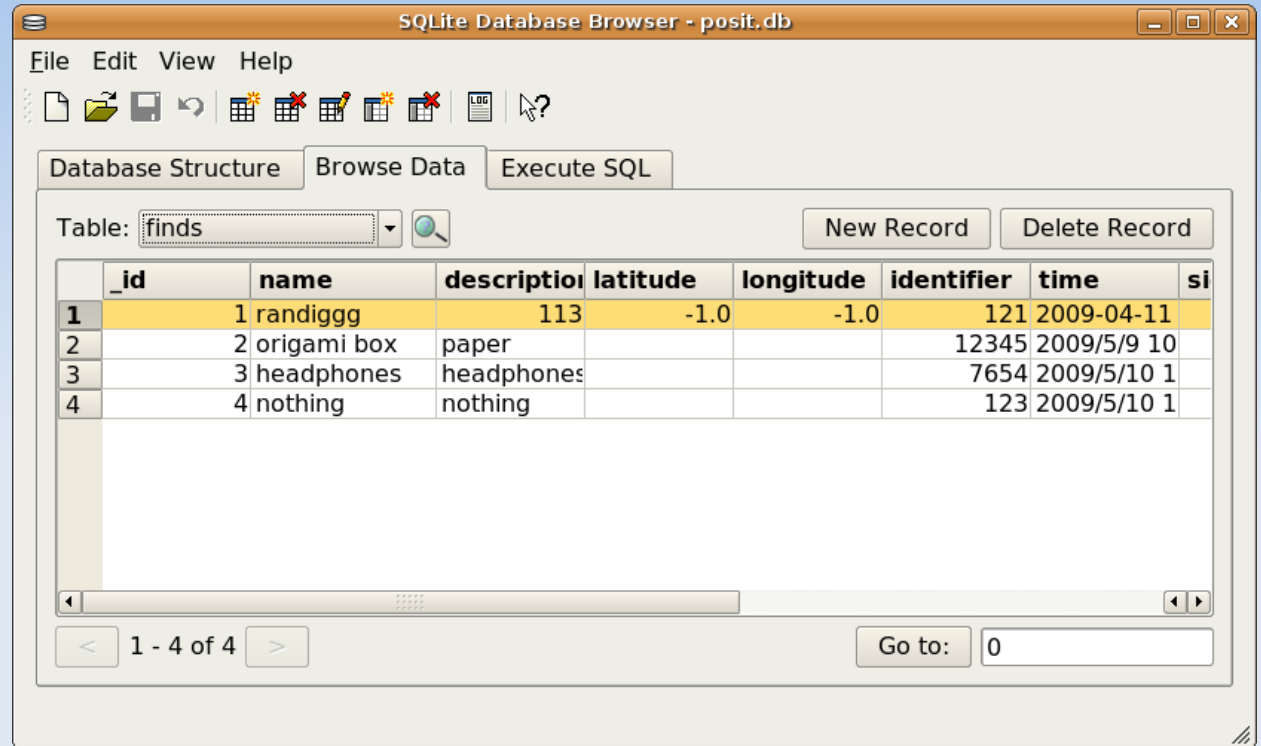 SQLite Database Browser - posit.db
File Edit View Help
LOG
Database Structure Browse Data Execute SQL
Table: finds New Record Delete Record
_id name description latitude longitude identifier time si
1 1 randiggg 113 -1.0 -1.0 121 2009-04-11
2 2 origami box paper 12345 2009/5/9 10
3 3 headphones headphones 7654 2009/5/10 1
4 4 nothing nothing 123 2009/5/10 1
< 1 - 4 of 4 > Go to: 0